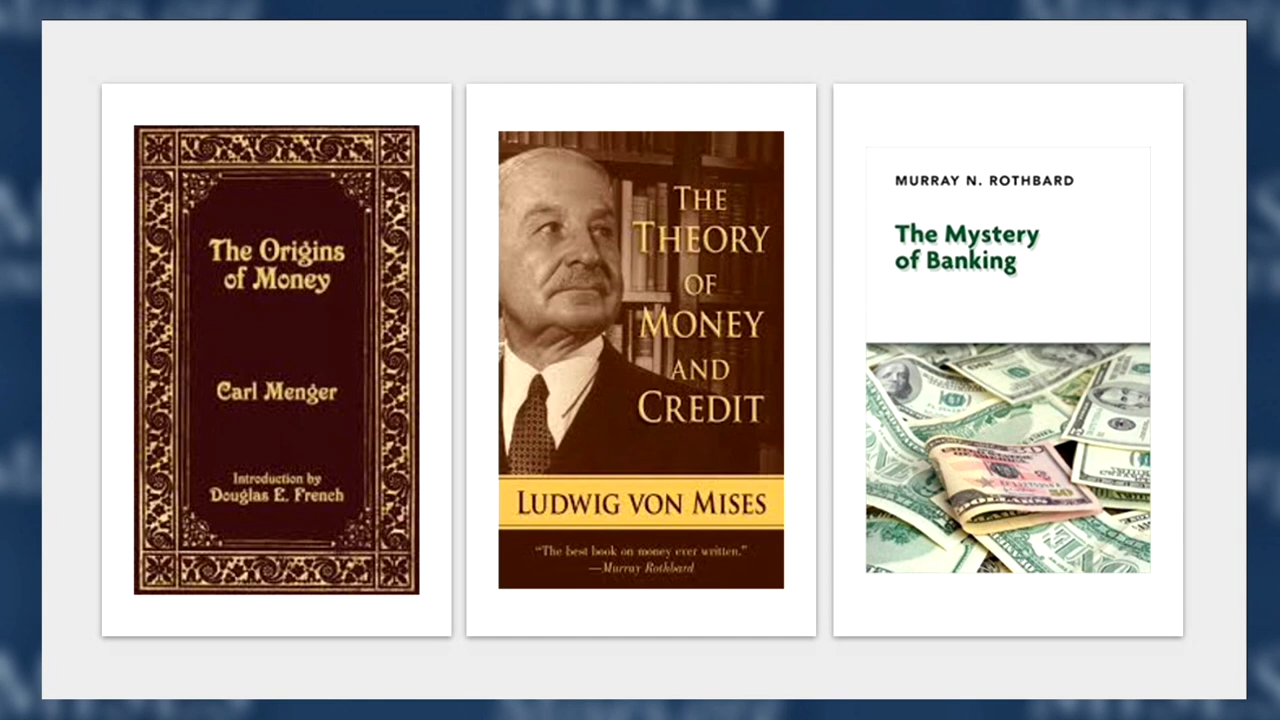 The Origins
of Money
Carl Menger
Introduction by
Douglas E. French
THE
THEORY
OF
MONEY
AND
CREDIT
LUDWIG VON MISES
“The best book on money ever written.”
—Murray Rothbard
MURRAY N. ROTHBARD
The Mystery
of Banking